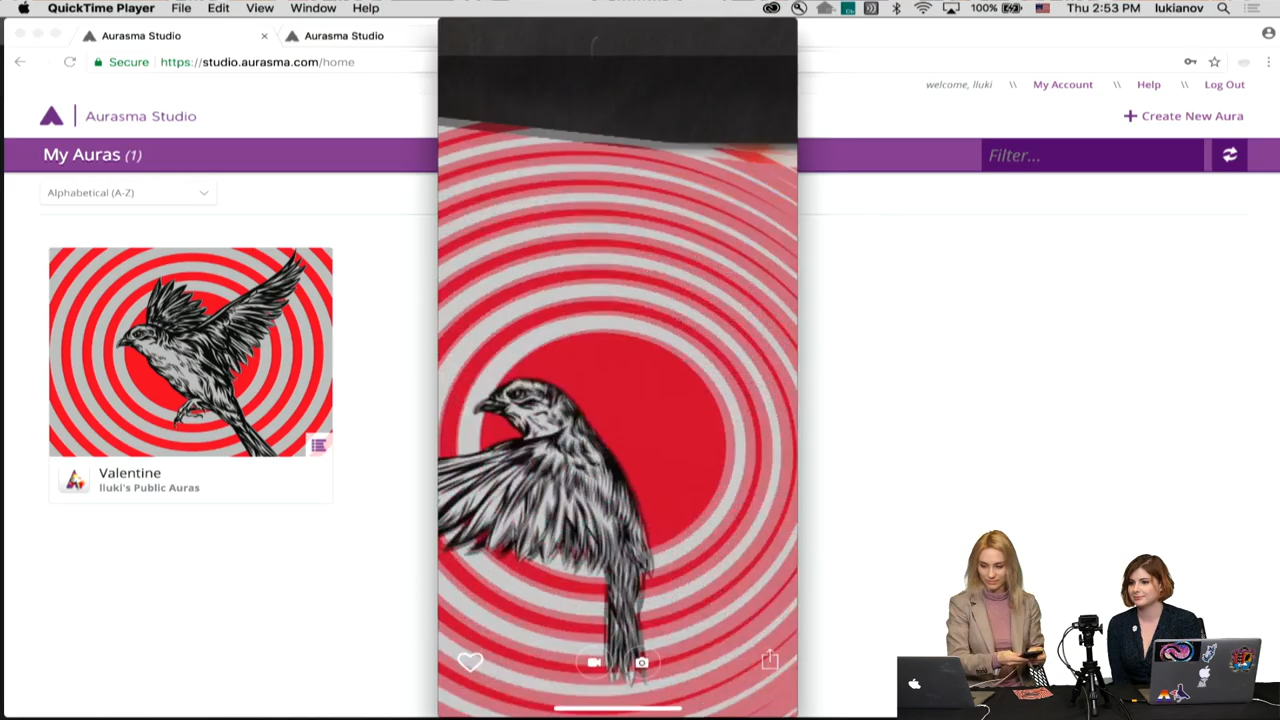 QuickTime Player File Edit View Window Help 100% Thu 2:53 PM lukianov
Aurasma Studio × Aurasma Studio
Secure https://studio.aurasma.com/home
welcome, lluki \\ My Account \\ Help \\ Log Out
Aurasma Studio + Create New Aura
My Auras (1) Filter...
Alphabetical (A-Z)
Valentine
lluki's Public Auras